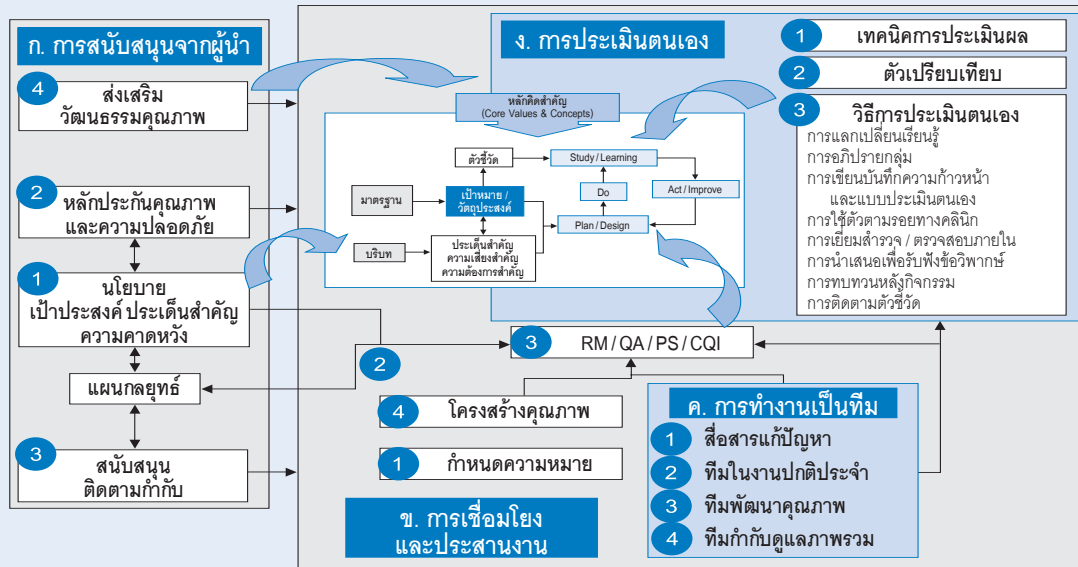 ก. การสนับสนุนจากผู้นำ
4
ส่งเสริม
วัฒนธรรมคุณภาพ
2
หลักประกันคุณภาพ
และความปลอดภัย
1
นโยบาย
เป้าประสงค์ ประเด็นสำคัญ
ความคาดหวัง
แผนกลยุทธ์
3
สนับสนุน
ติดตามกำกับ
ง. การประเมินตนเอง
หลักคิดสำคัญ
(Core Values & Concepts)
ตัวชี้วัด
Study / Learning
มาตรฐาน
เป้าหมาย /
วัตถุประสงค์
Do
Act / Improve
Plan / Design
บริบท
ประเด็นสำคัญ
ความเสี่ยงสำคัญ
ความต้องการสำคัญ
1
เทคนิคการประเมินผล
2
ตัวเปรียบเทียบ
3
วิธีการประเมินตนเอง
การแลกเปลี่ยนเรียนรู้
การอภิปรายกลุ่ม
การเขียนบันทึกความก้าวหน้า
และแบบประเมินตนเอง
การใช้ตัวตามรอยทางคลินิก
การเยี่ยมสำรวจ / ตรวจสอบภายใน
การนำเสนอเพื่อรับฟังข้อวิพากษ์
การทบทวนหลังกิจกรรม
การติดตามตัวชี้วัด
2
3
RM / QA / PS / CQI
4
โครงสร้างคุณภาพ
1
กำหนดความหมาย
ข. การเชื่อมโยง
และประสานงาน
ค. การทำงานเป็นทีม
1
สื่อสารแก้ปัญหา
2
ทีมในงานปกติประจำ
3
ทีมพัฒนาคุณภาพ
4
ทีมกำกับดูแลภาพรวม